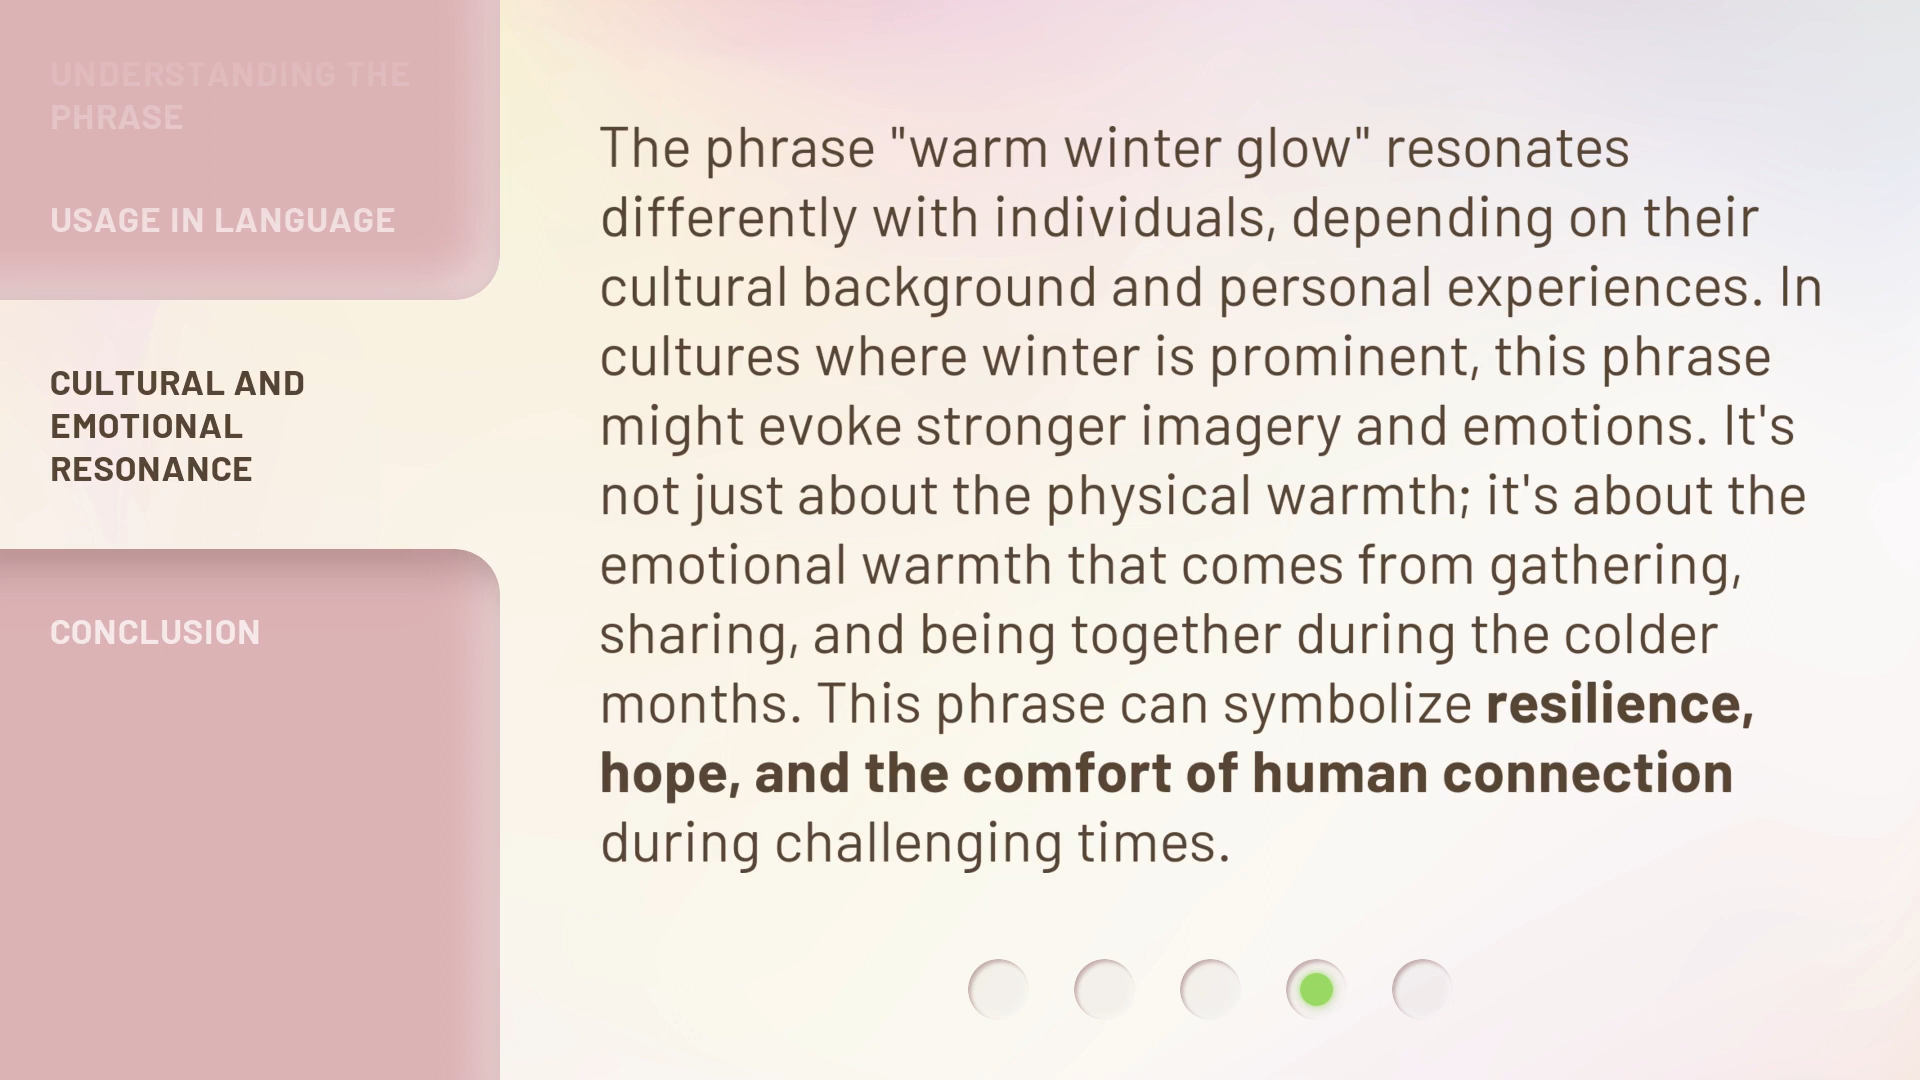 UNDERSTANDING THE
PHRASE
USAGE IN LANGUAGE
CULTURAL AND
EMOTIONAL
RESONANCE
CONCLUSION
The phrase "warm winter glow" resonates
differently with individuals, depending on their
cultural background and personal experiences. In
cultures where winter is prominent, this phrase
might evoke stronger imagery and emotions. It's
not just about the physical warmth; it's about the
emotional warmth that comes from gathering,
sharing, and being together during the colder
months. This phrase can symbolize resilience,
hope, and the comfort of human connection
during challenging times.